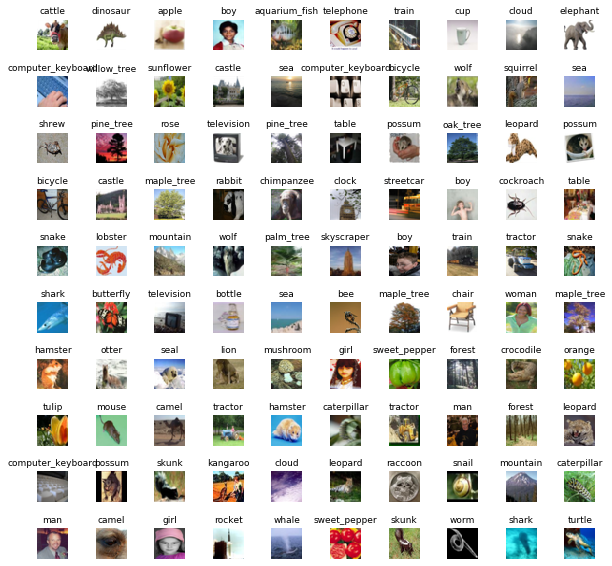 cattle dinosaur apple boy aquarium_fish telephone train cup cloud elephant
computer_keyboard willow_tree sunflower castle sea computer_keyboard bicycle wolf squirrel sea
shrew pine_tree rose television pine_tree table possum oak_tree leopard possum
bicycle castle maple_tree rabbit chimpanzee clock streetcar boy cockroach table
snake lobster mountain wolf palm_tree skyscraper boy train tractor snake
shark butterfly television bottle sea bee maple_tree chair woman maple_tree
hamster otter seal lion mushroom girl sweet_pepper forest crocodile orange
tulip mouse camel tractor hamster caterpillar tractor man forest leopard
computer_keyboard possum skunk kangaroo cloud leopard raccoon snail mountain caterpillar
man camel girl rocket whale sweet_pepper skunk worm shark turtle